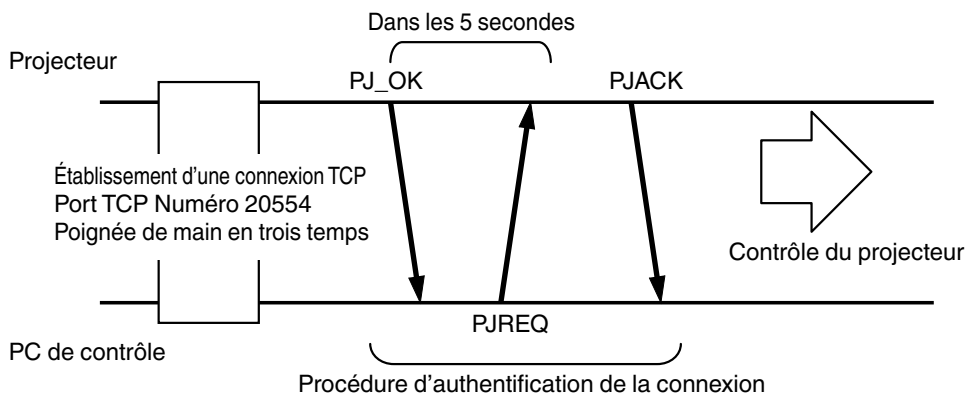 Dans les 5 secondes
Projecteur
PJ_OK
PJACK
Établissement d'une connexion TCP
Port TCP Numéro 20554
Poignée de main en trois temps
Contrôle du projecteur
PJREQ
PC de contrôle
Procédure d'authentification de la connexion